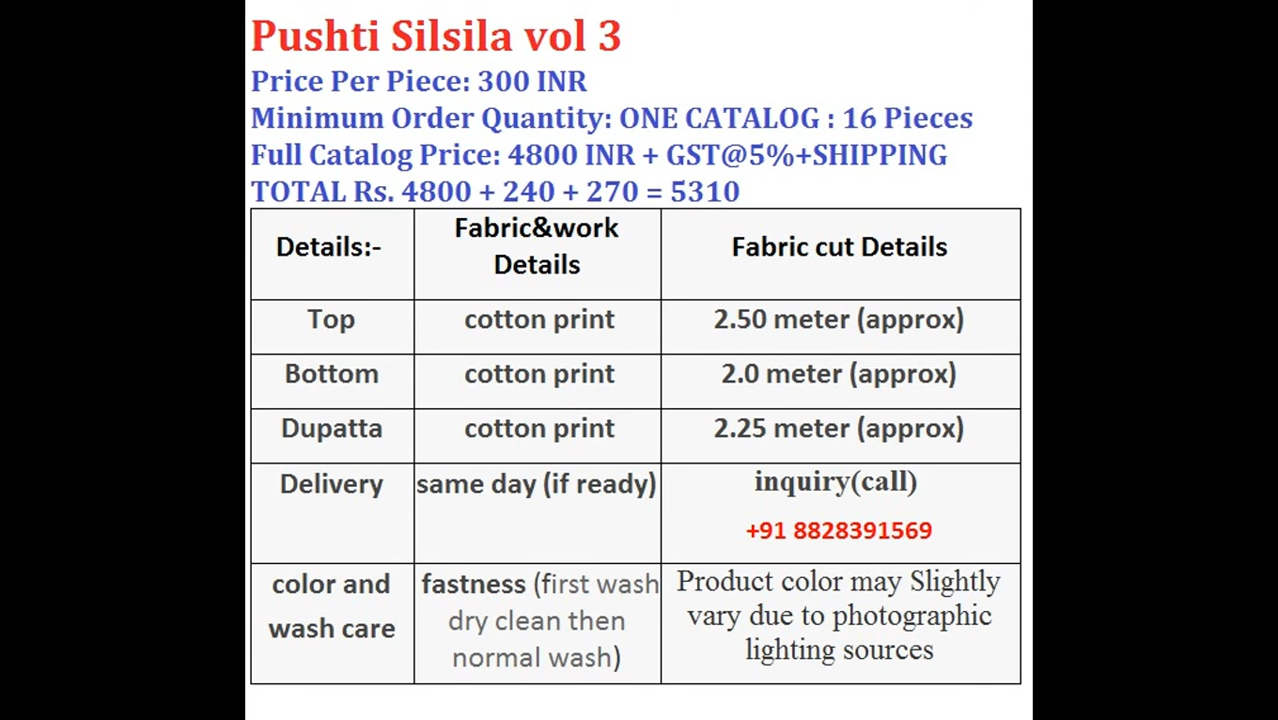 Pushti Silsila vol 3
Price Per Piece: 300 INR
Minimum Order Quantity: ONE CATALOG : 16 Pieces
Full Catalog Price: 4800 INR + GST@5%+SHIPPING
TOTAL Rs. 4800 + 240 + 270 = 5310
Details:-
Fabric&work
Details
Fabric cut Details
Top
cotton print
2.50 meter (approx)
Bottom
cotton print
2.0 meter (approx)
Dupatta
cotton print
2.25 meter (approx)
Delivery
same day (if ready)
inquiry(call)
+91 8828391569
color and
wash care
fastness (first wash
dry clean then
normal wash)
Product color may Slightly
vary due to photographic
lighting sources